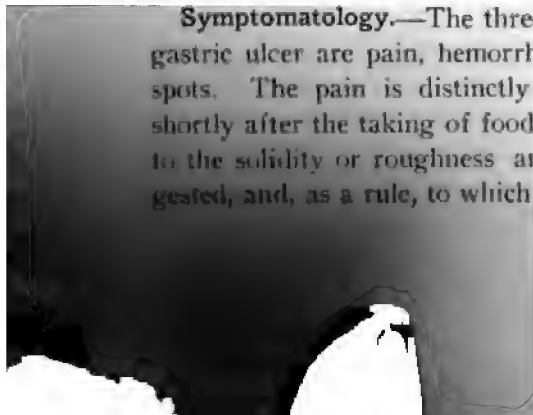 Symptomatology.—The thre
gastric ulcer are pain, hemorrh
spots. The pain is distinctly
shortly after the taking of food
to the solidity or roughness an
gested, and, as a rule, to which